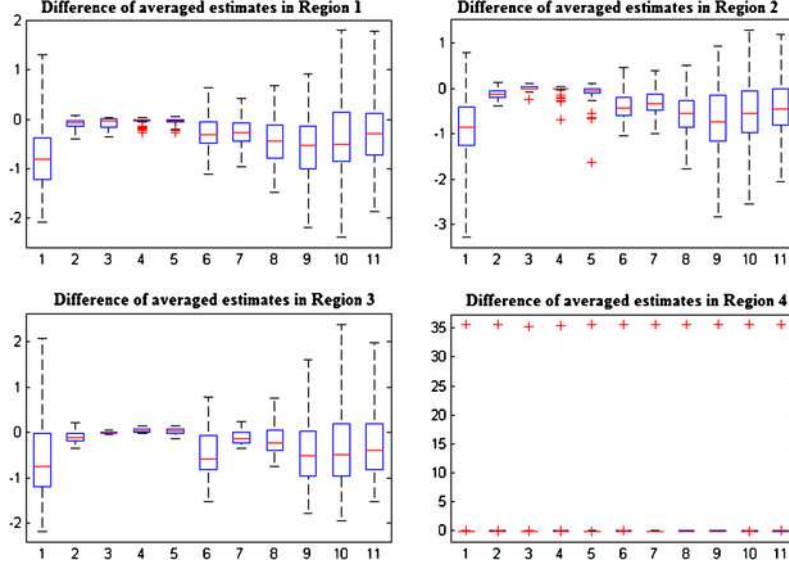 Difference of averaged estimates in Region 1
2
1
0
-1
-2
1 2 3 4 5 6 7 8 9 10 11
Difference of averaged estimates in Region 2
1
0
-1
-2
-3
1 2 3 4 5 6 7 8 9 10 11
Difference of averaged estimates in Region 3
2
1
0
-1
-2
1 2 3 4 5 6 7 8 9 10 11
Difference of averaged estimates in Region 4
35
30
25
20
15
10
5
0
1 2 3 4 5 6 7 8 9 10 11